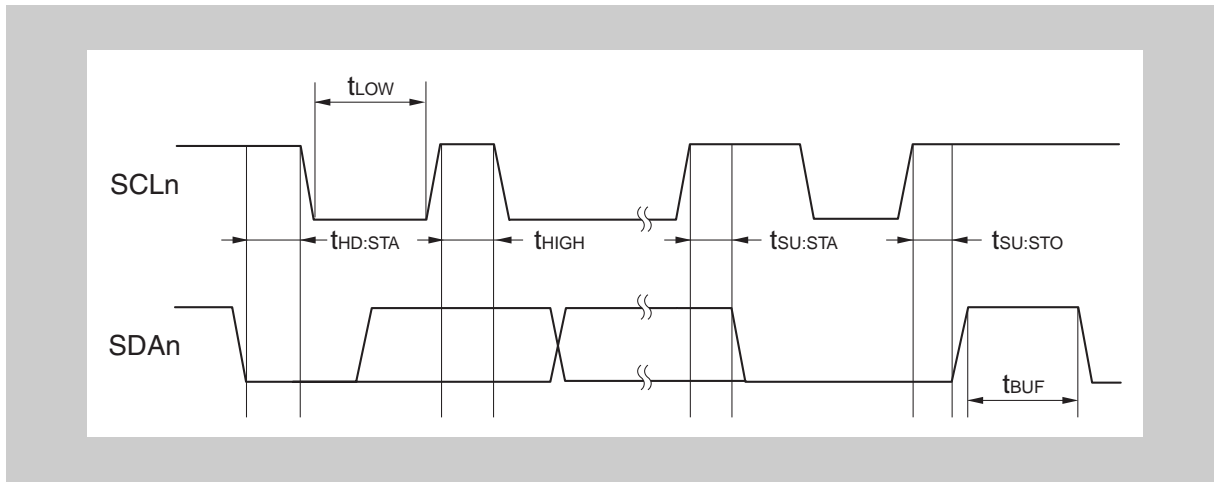 tLOW
SCLn
tHD:STA
tHIGH
tSU:STA
tSU:STO
SDAn
tBUF